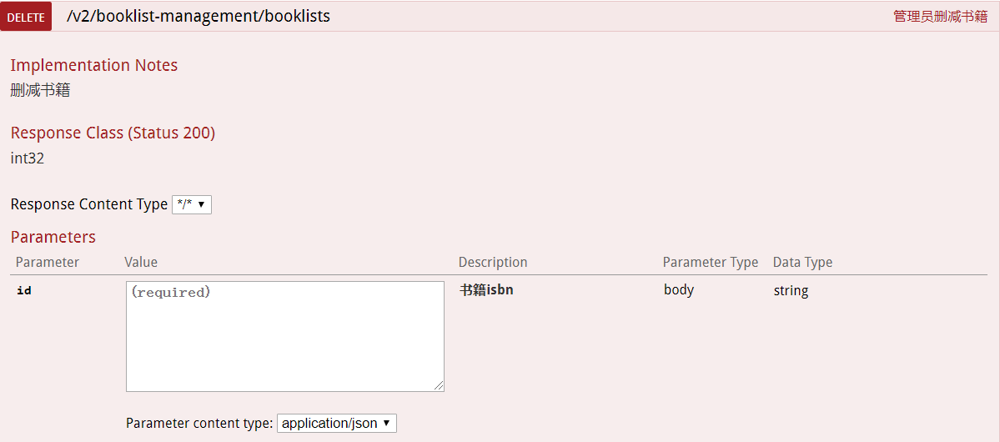 DELETE /v2/booklist-management/booklists 管理员删减书籍
Implementation Notes
删减书籍
Response Class (Status 200)
int32
Response Content Type */*
Parameters
Parameter Value Description Parameter Type Data Type
id (required) 书籍isbn body string
Parameter content type: application/json